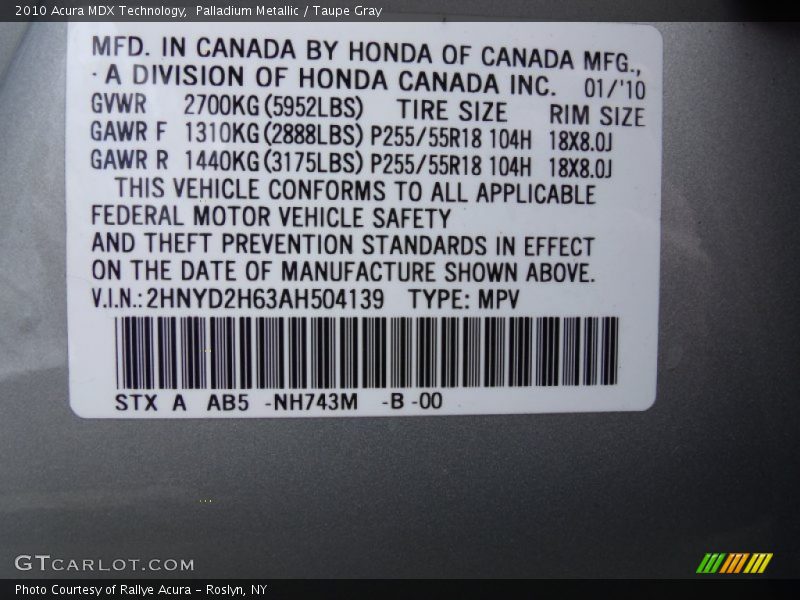 2010 Acura MDX Technology, Palladium Metallic / Taupe Gray
MFD. IN CANADA BY HONDA OF CANADA MFG.,
· A DIVISION OF HONDA CANADA INC. 01/'10
GVWR 2700KG(5952LBS) TIRE SIZE RIM SIZE
GAWR F 1310KG(2888LBS) P255/55R18 104H 18X8.0J
GAWR R 1440KG(3175LBS) P255/55R18 104H 18X8.0J
THIS VEHICLE CONFORMS TO ALL APPLICABLE
FEDERAL MOTOR VEHICLE SAFETY
AND THEFT PREVENTION STANDARDS IN EFFECT
ON THE DATE OF MANUFACTURE SHOWN ABOVE.
V.I.N.:2HNYD2H63AH504139 TYPE: MPV
STX A AB5 -NH743M -B -00
GTCARLOT.COM
Photo Courtesy of Rallye Acura - Roslyn, NY